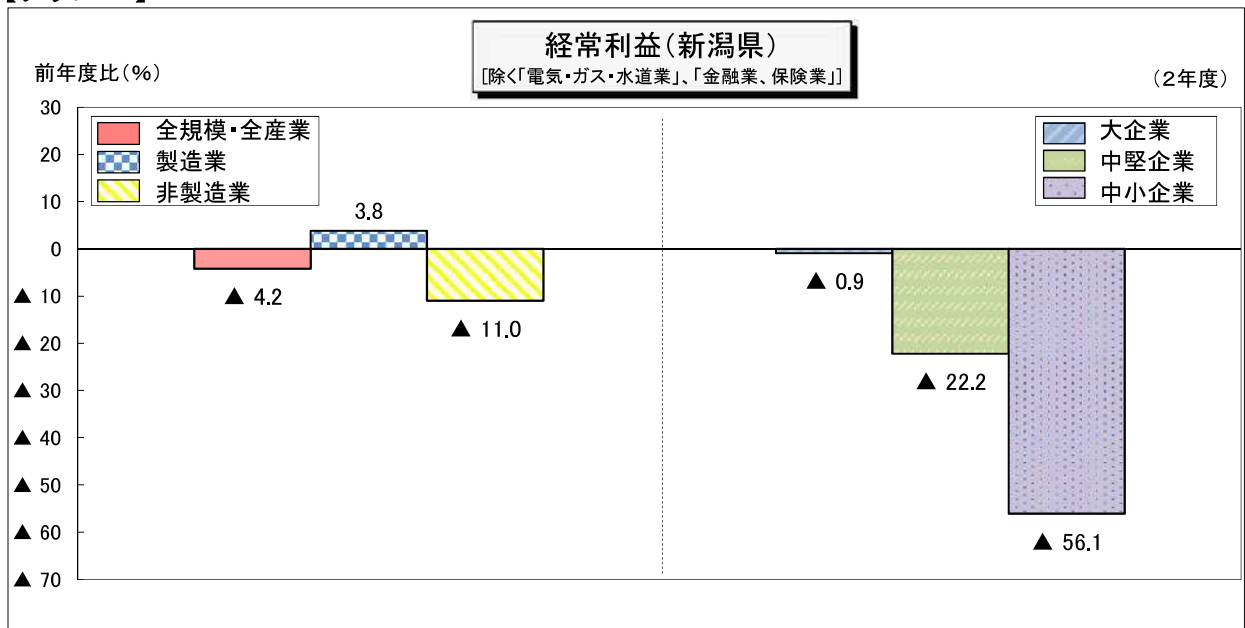 経常利益(新潟県)
[除く「電気・ガス・水道業」、「金融業、保険業」]
前年度比(%)
(2年度)
30
20
10
0
▲ 10
▲ 20
▲ 30
▲ 40
▲ 50
▲ 60
▲ 70
全規模・全産業
製造業
非製造業
大企業
中堅企業
中小企業
▲ 4.2
3.8
▲ 11.0
▲ 0.9
▲ 22.2
▲ 56.1